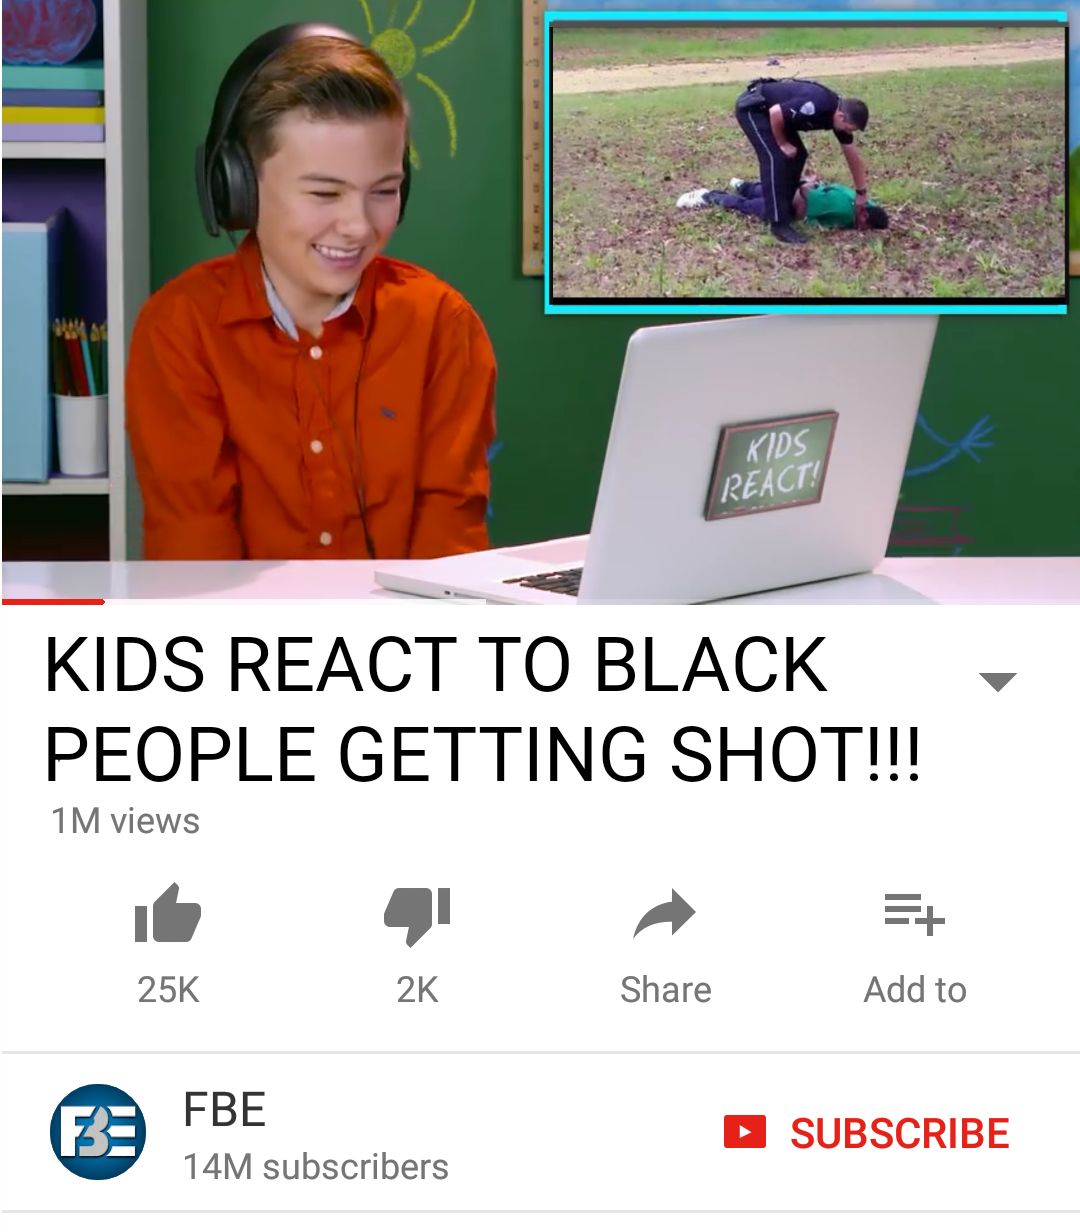 KIDS
REACT!
KIDS REACT TO BLACK
PEOPLE GETTING SHOT!!!
1M views
25K
2K
Share
Add to
FBE
FBE
14M subscribers
SUBSCRIBE